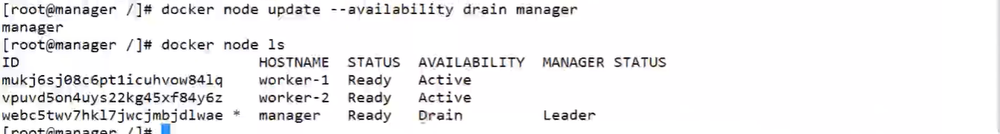 [root@manager /]# docker node update --availability drain manager
manager
[root@manager /]# docker node ls
ID HOSTNAME STATUS AVAILABILITY MANAGER STATUS
mukj6sj08c6pt1icuhvow84lq worker-1 Ready Active
vpuvd5on4uys22kg45xf84y6z worker-2 Ready Active
webc5twv7hkl7jwcjmbjdlwae * manager Ready Drain Leader
[root@manager /]#